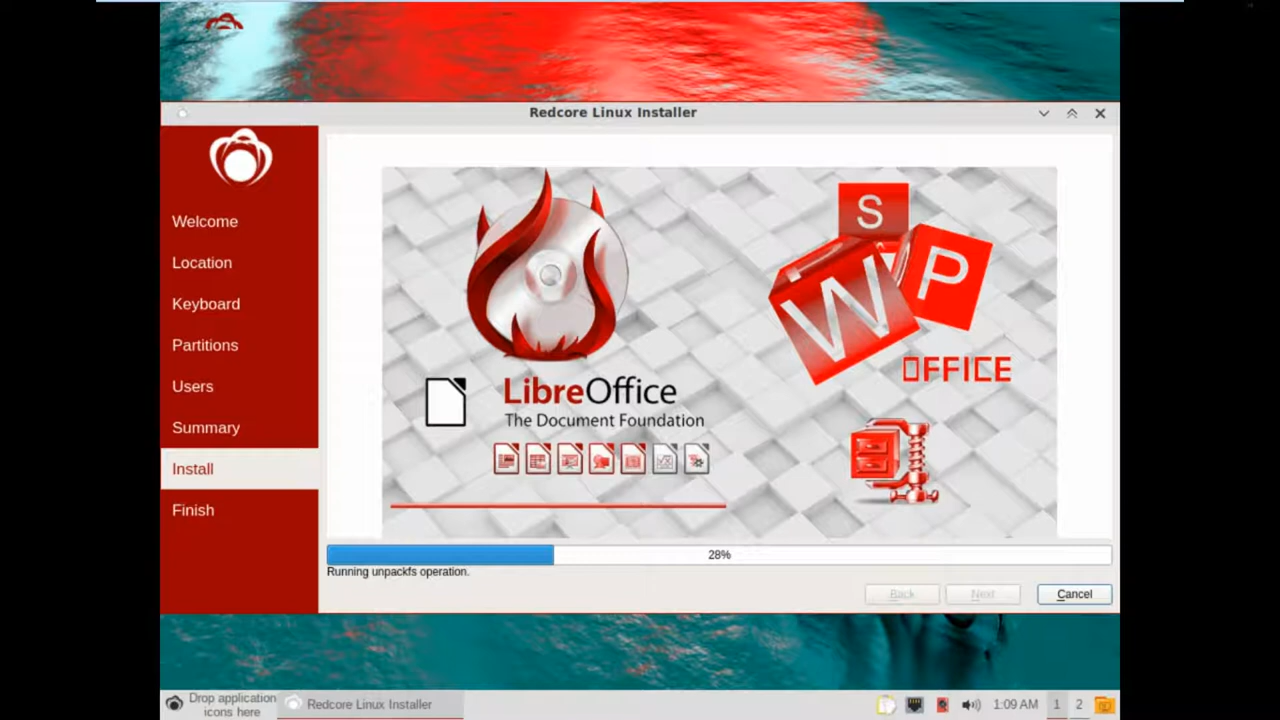 Redcore Linux Installer
Welcome
Location
Keyboard
Partitions
Users
Summary
Install
Finish
S
W P
OFFICE
LibreOffice
The Document Foundation
28%
Running unpackfs operation.
Back Next Cancel
Drop application
icons here
Redcore Linux Installer
1:09 AM 1 2